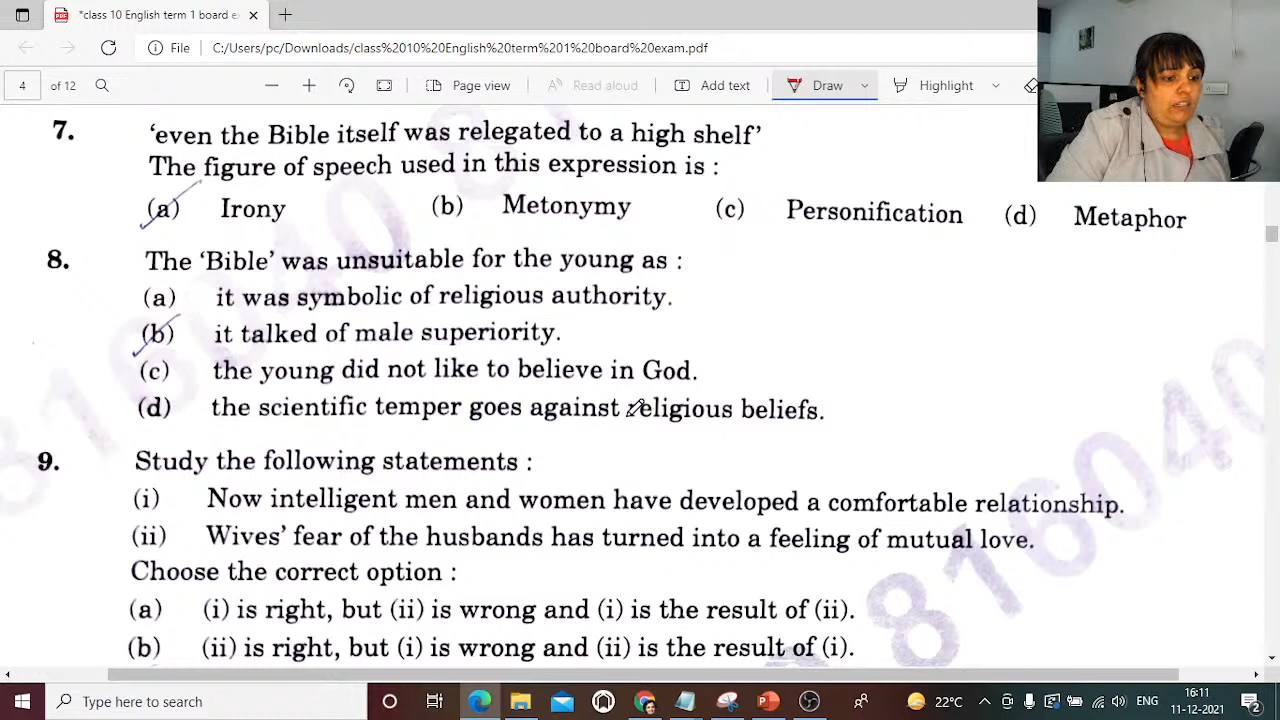 *class 10 English term 1 board e
File C:/Users/pc/Downloads/class%2010%20English%20term%201%20board%20exam.pdf
4 of 12 Page view Read aloud Add text Draw Highlight
7. 'even the Bible itself was relegated to a high shelf'
The figure of speech used in this expression is :
(a) Irony (b) Metonymy (c) Personification (d) Metaphor
8. The 'Bible' was unsuitable for the young as :
(a) it was symbolic of religious authority.
(b) it talked of male superiority.
(c) the young did not like to believe in God.
(d) the scientific temper goes against religious beliefs.
9. Study the following statements :
(i) Now intelligent men and women have developed a comfortable relationship.
(ii) Wives' fear of the husbands has turned into a feeling of mutual love.
Choose the correct option :
(a) (i) is right, but (ii) is wrong and (i) is the result of (ii).
(b) (ii) is right, but (i) is wrong and (ii) is the result of (i).
816040
816040
Type here to search
22°C ENG
16:11
11-12-2021
2